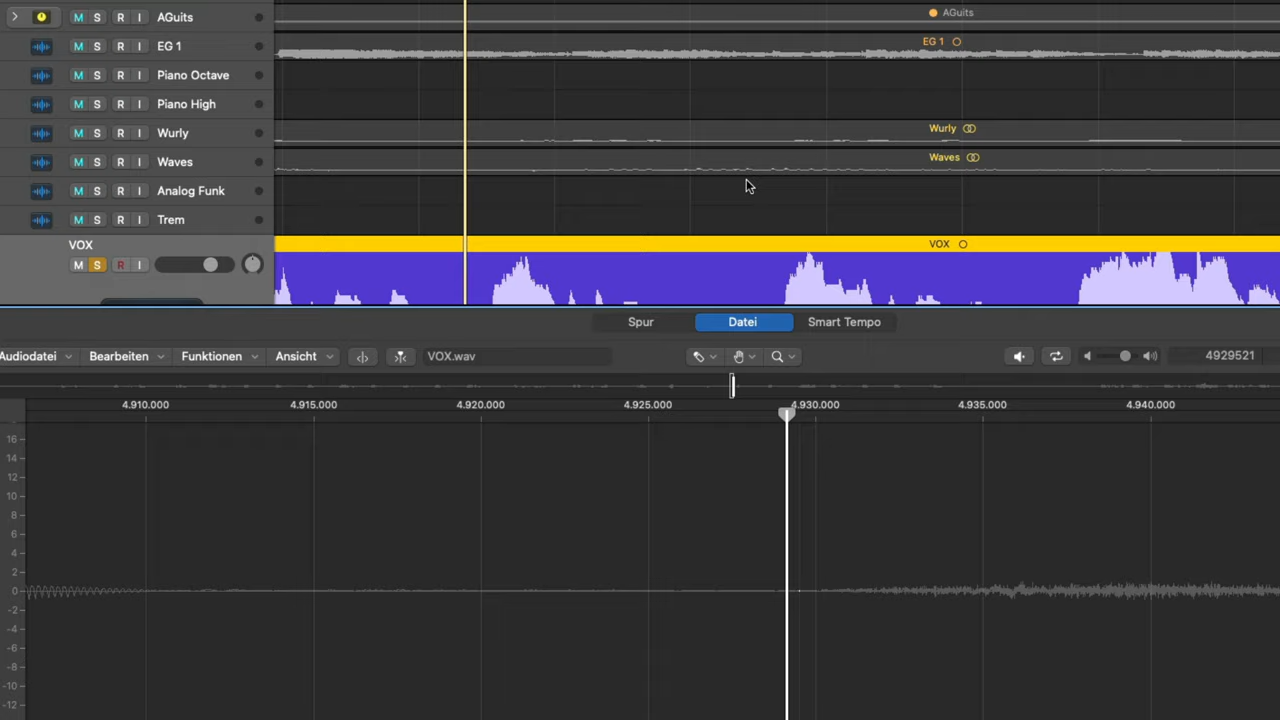 M S R I AGuits AGuits
M S R I EG 1 EG 1
M S R I Piano Octave
M S R I Piano High
M S R I Wurly Wurly
M S R I Waves Waves
M S R I Analog Funk
M S R I Trem
VOX VOX
M S R I
Spur Datei Smart Tempo
Audiodatei Bearbeiten Funktionen Ansicht VOX.wav 4929521
4.910.000 4.915.000 4.920.000 4.925.000 4.930.000 4.935.000 4.940.000
16
14
12
10
8
6
4
2
0
-2
-4
-6
-8
-10
-12